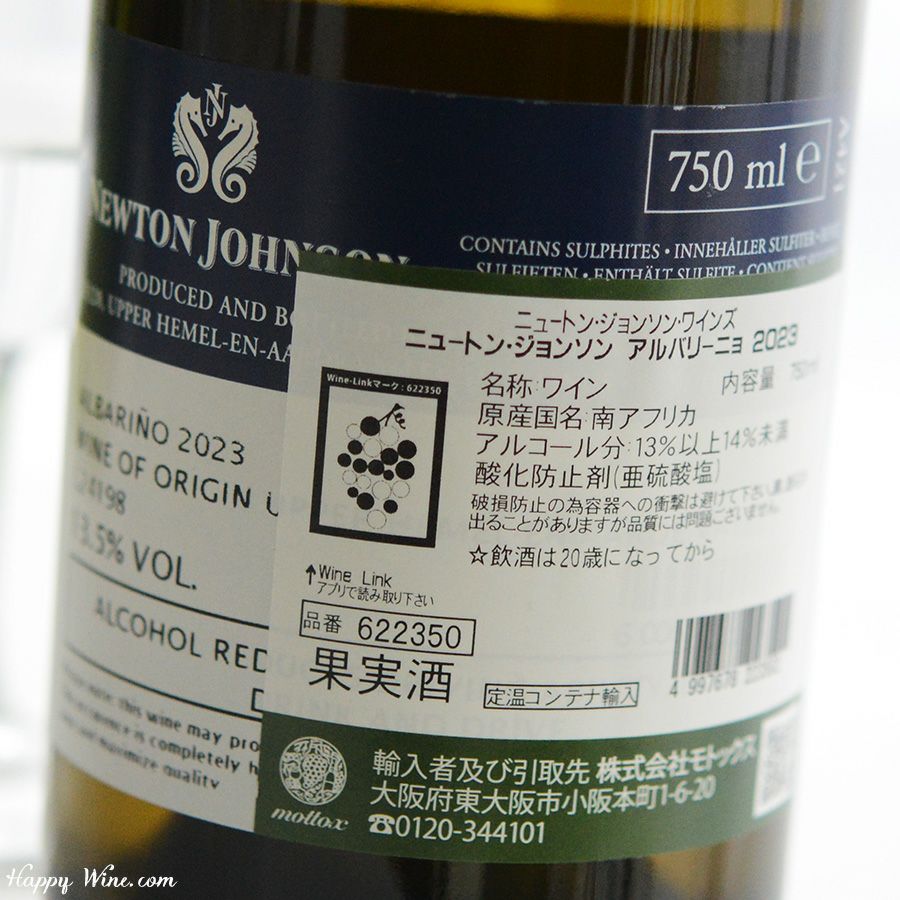 NJ
NEWTON JOHNSON
PRODUCED AND
UPPER HEMEL-EN-AA
750 ml e
CONTAINS SULPHITES • INNEHÅLLER SULFITER •
SULFIETEN • ENTHÄLT SULFITE •
ALBARIÑO 2023
WINE OF ORIGIN
4198
13.5% VOL.
ALCOHOL RED
this wine may
is completely
maximize quality
ニュートン・ジョンソン・ワインズ
ニュートン・ジョンソン アルバリーニョ 2023
Wine-Linkマーク:622350
名称:ワイン 内容量 750ml
原産国名:南アフリカ
アルコール分:13%以上14%未満
酸化防止剤(亜硫酸塩)
破損防止の為容器への衝撃は避けて下さい。
出ることがありますが品質には問題ございません。
☆飲酒は20歳になってから
↑Wine Link
アプリで読み取り下さい
品番 622350
果実酒
定温コンテナ輸入
4 997678
mottox
輸入者及び引取先 株式会社モトックス
大阪府東大阪市小阪本町1-6-20
☎0120-344101
Happy Wine.com